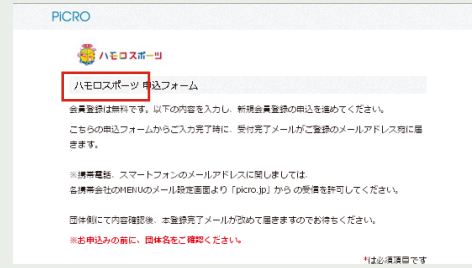 PiCRO
ハモロスポーツ
ハモロスポーツ 申込フォーム
会員登録は無料です。以下の内容を入力し、新規会員登録の申込を進めてください。
こちらの申込フォームからご入力完了時に、受付完了メールがご登録のメールアドレス宛に届
きます。
※携帯電話、スマートフォンのメールアドレスに関しましては、
各携帯会社のMENUのメール設定画面より「picro.jp」から の受信を許可してください。
団体側にて内容確認後、本登録完了メールが改めて届きますのでお待ちください。
※お申込みの前に、団体名をご確認ください。
*は必須項目です